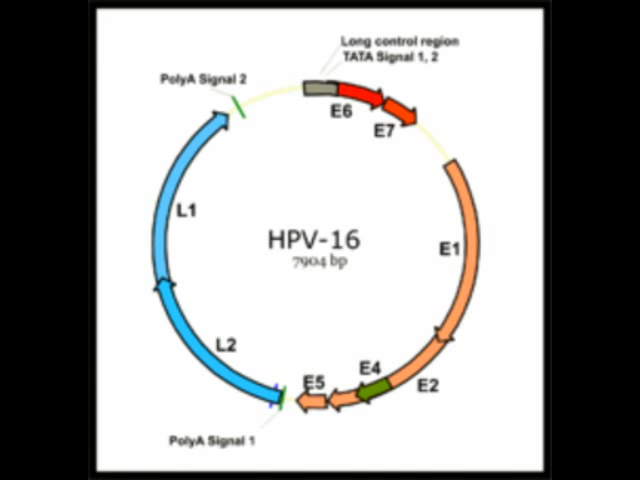 Long control region
TATA Signal 1, 2
PolyA Signal 2
E6
E7
L1
HPV-16
7904 bp
E1
L2
E4
E5
E2
PolyA Signal 1